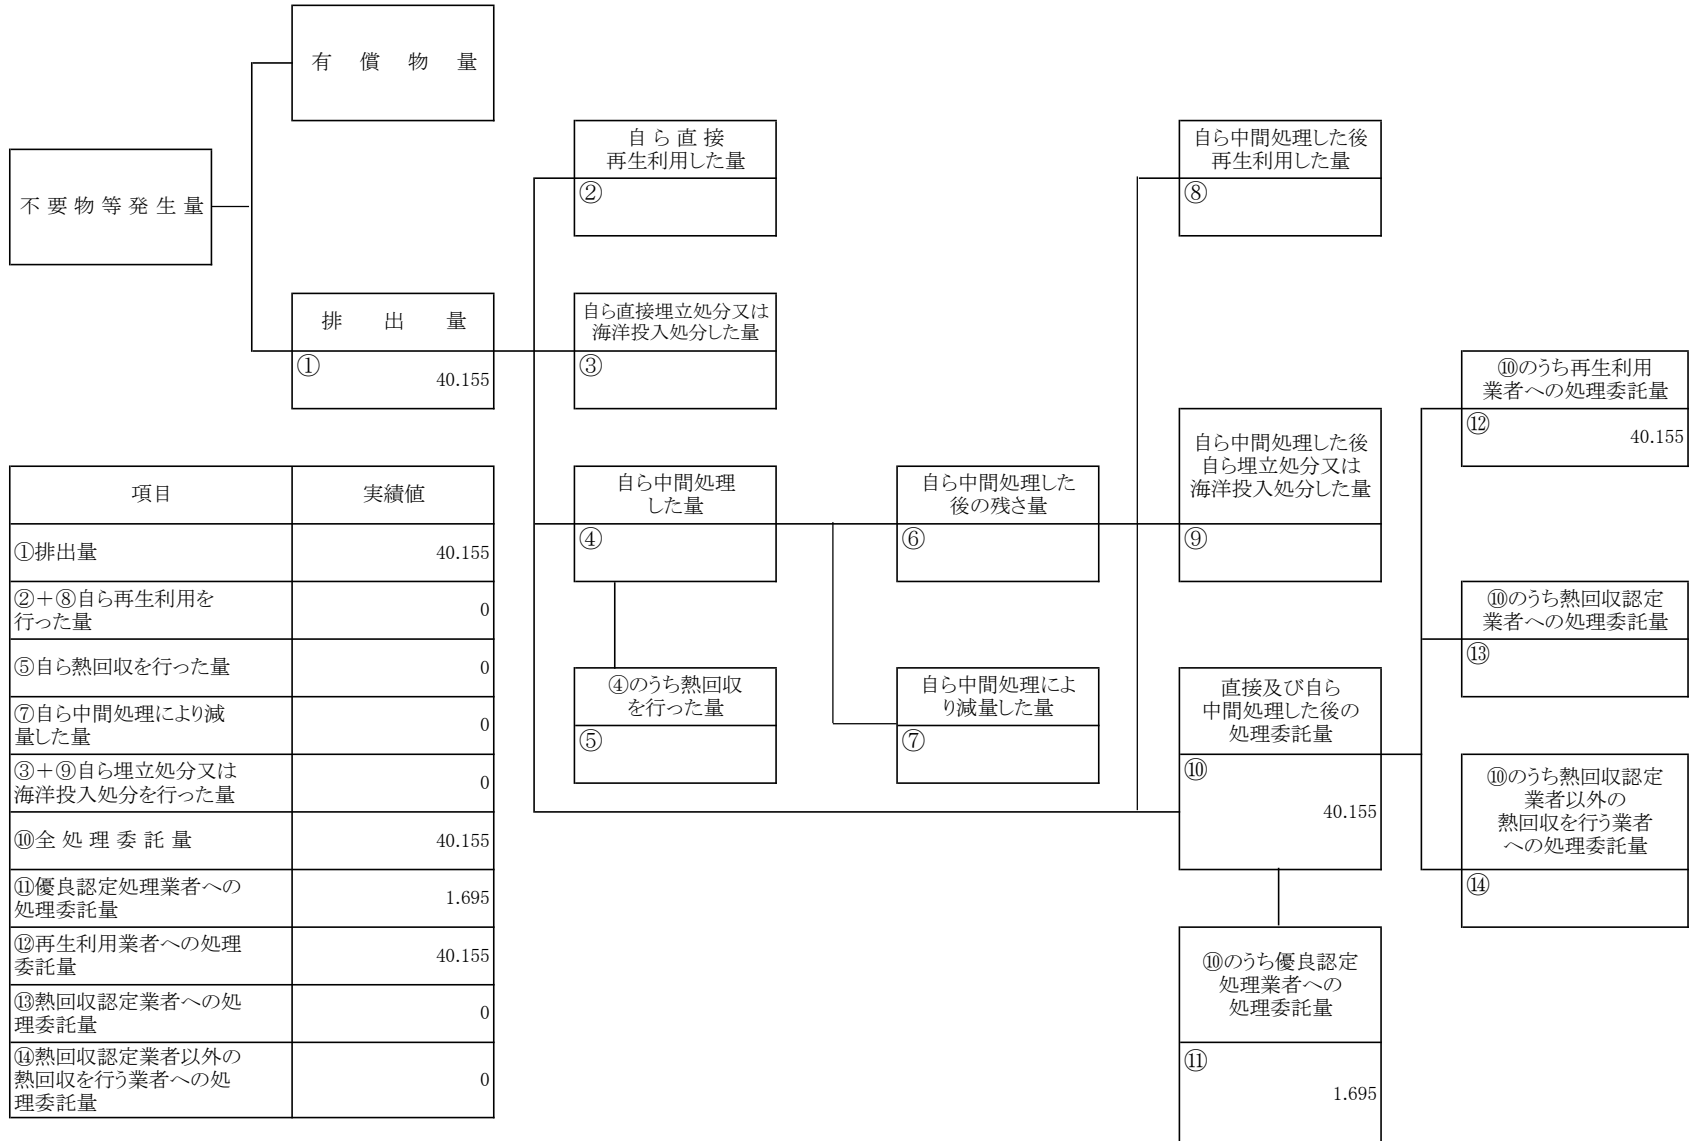 有償物量
不要物等発生量
排出量
①
40.155
自ら直接
再生利用した量
②
自ら直接埋立処分又は
海洋投入処分した量
③
自ら中間処理
した量
④
④のうち熱回収
を行った量
⑤
自ら中間処理した
後の残さ量
⑥
自ら中間処理によ
り減量した量
⑦
自ら中間処理した後
再生利用した量
⑧
自ら中間処理した後
自ら埋立処分又は
海洋投入処分した量
⑨
直接及び自ら
中間処理した後の
処理委託量
⑩
40.155
⑩のうち優良認定
処理業者への
処理委託量
⑪
1.695
⑩のうち再生利用
業者への処理委託量
⑫
40.155
⑩のうち熱回収認定
業者への処理委託量
⑬
⑩のうち熱回収認定
業者以外の
熱回収を行う業者
への処理委託量
⑭
項目 実績値
①排出量 40.155
②＋⑧自ら再生利用を
行った量 0
⑤自ら熱回収を行った量 0
⑦自ら中間処理により減
量した量 0
③＋⑨自ら埋立処分又は
海洋投入処分を行った量 0
⑩全処理委託量 40.155
⑪優良認定処理業者への
処理委託量 1.695
⑫再生利用業者への処理
委託量 40.155
⑬熱回収認定業者への処
理委託量 0
⑭熱回収認定業者以外の
熱回収を行う業者への処
理委託量 0